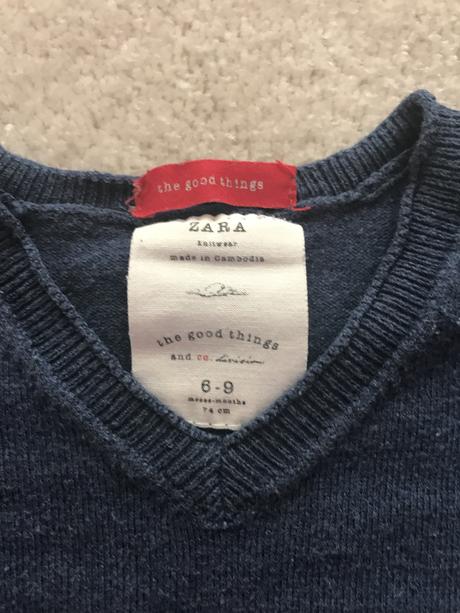 the good things
ZARA
knitwear
made in Cambodia
the good things
and co. division
6-9
meses-months
74 cm